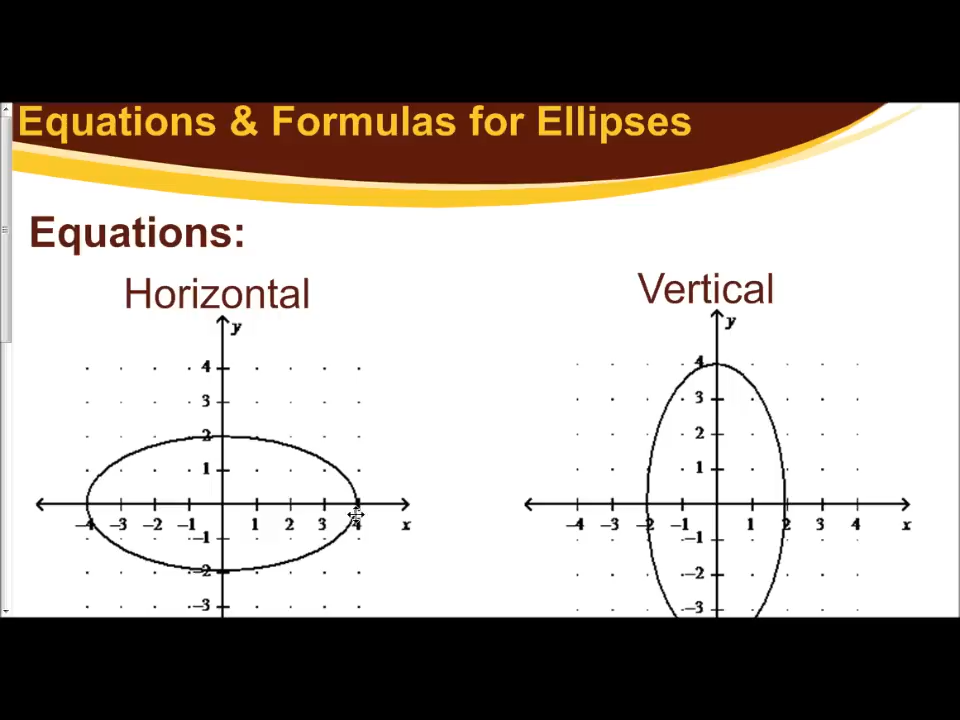 Equations & Formulas for Ellipses
Equations:
Horizontal
Vertical
y
4
3
2
1
-4 -3 -2 -1 1 2 3 4 x
-1
-2
-3
y
4
3
2
1
-4 -3 -2 -1 1 2 3 4 x
-1
-2
-3